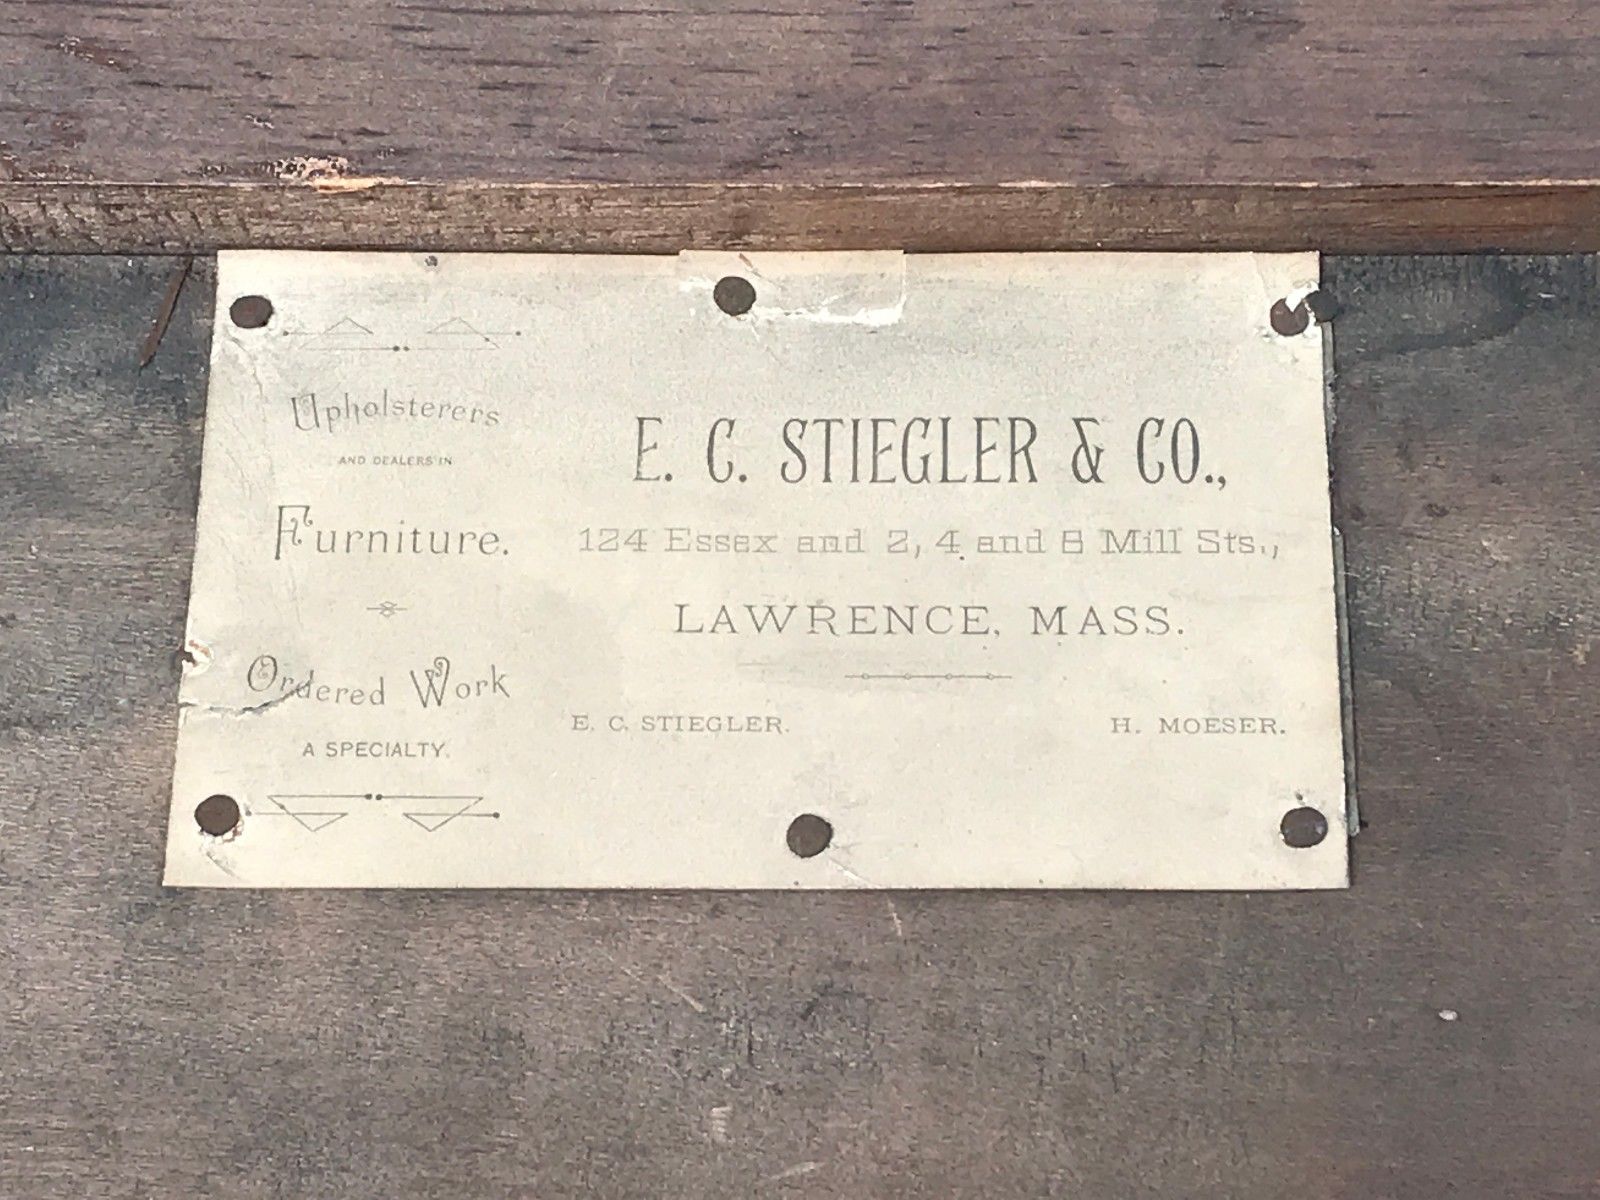 Upholsterers
AND DEALERS IN
Furniture.
Ordered Work
A SPECIALTY.
E. C. STIEGLER & CO.,
124 Essex and 2, 4 and 6 Mill Sts.,
LAWRENCE, MASS.
E. C. STIEGLER.
H. MOESER.